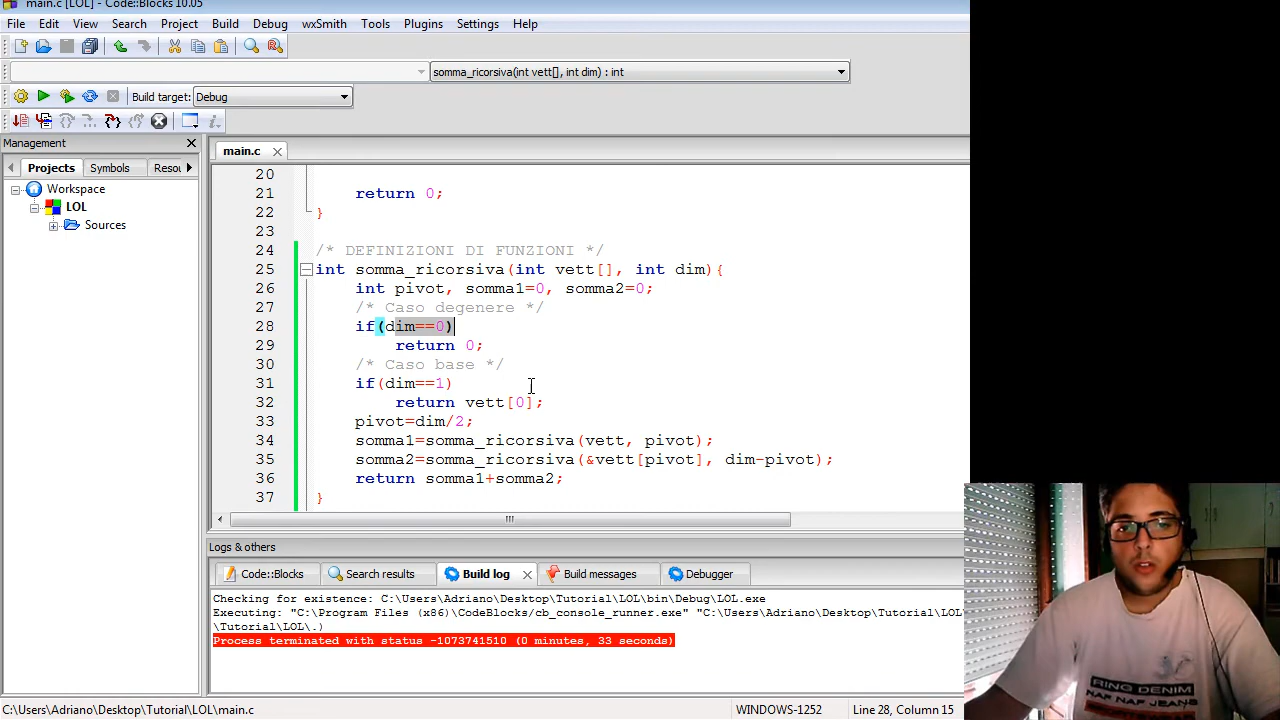 main.c [LOL] - Code::Blocks 10.05
File Edit View Search Project Build Debug wxSmith Tools Plugins Settings Help
somma_ricorsiva(int vett[], int dim) : int
Build target: Debug
Management
Projects Symbols Resou
Workspace
LOL
Sources
main.c
20
21 return 0;
22 }
23
24 /* DEFINIZIONI DI FUNZIONI */
25 int somma_ricorsiva(int vett[], int dim){
26 int pivot, somma1=0, somma2=0;
27 /* Caso degenere */
28 if(dim==0)
29 return 0;
30 /* Caso base */
31 if(dim==1)
32 return vett[0];
33 pivot=dim/2;
34 somma1=somma_ricorsiva(vett, pivot);
35 somma2=somma_ricorsiva(&vett[pivot], dim-pivot);
36 return somma1+somma2;
37 }
Logs & others
Code::Blocks Search results Build log Build messages Debugger
Checking for existence: C:\Users\Adriano\Desktop\Tutorial\LOL\bin\Debug\LOL.exe
Executing: "C:\Program Files (x86)\CodeBlocks/cb_console_runner.exe" "C:\Users\Adriano\Desktop\Tutorial\LOL
\Tutorial\LOL\.)
Process terminated with status -1073741510 (0 minutes, 33 seconds)
C:\Users\Adriano\Desktop\Tutorial\LOL\main.c WINDOWS-1252 Line 28, Column 15
RING DENIM
NAF NAF JEANS